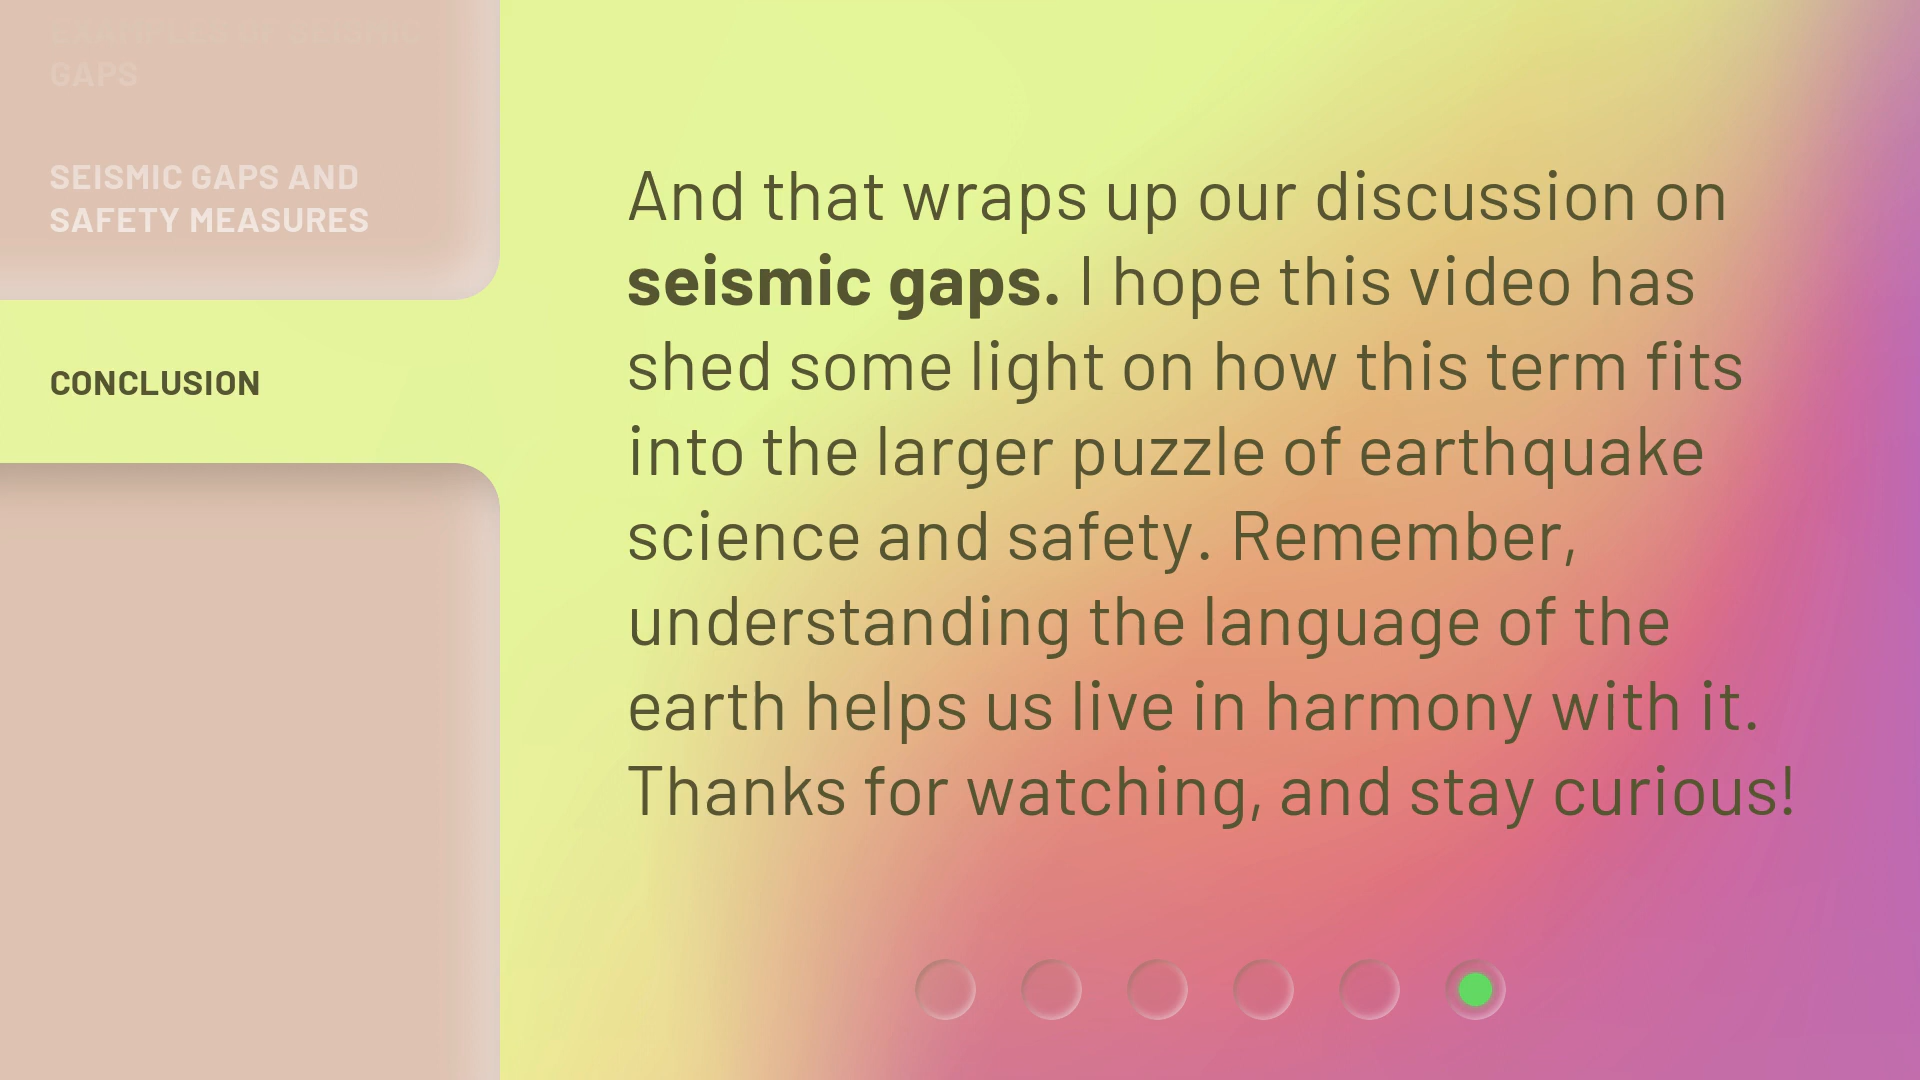 EXAMPLES OF SEISMIC
GAPS
SEISMIC GAPS AND
SAFETY MEASURES
CONCLUSION
And that wraps up our discussion on
seismic gaps. I hope this video has
shed some light on how this term fits
into the larger puzzle of earthquake
science and safety. Remember,
understanding the language of the
earth helps us live in harmony with it.
Thanks for watching, and stay curious!